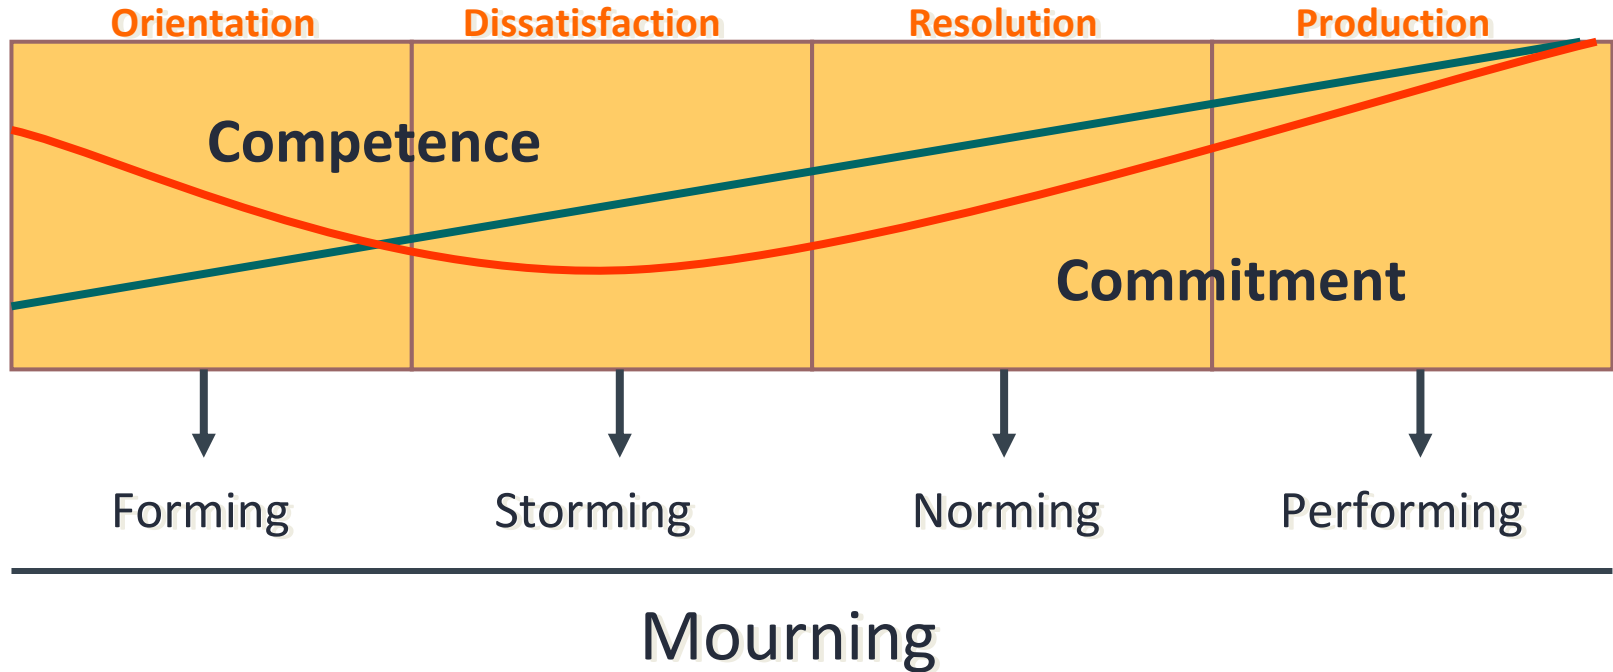 Orientation Dissatisfaction Resolution Production
Competence
Commitment
Forming Storming Norming Performing
Mourning